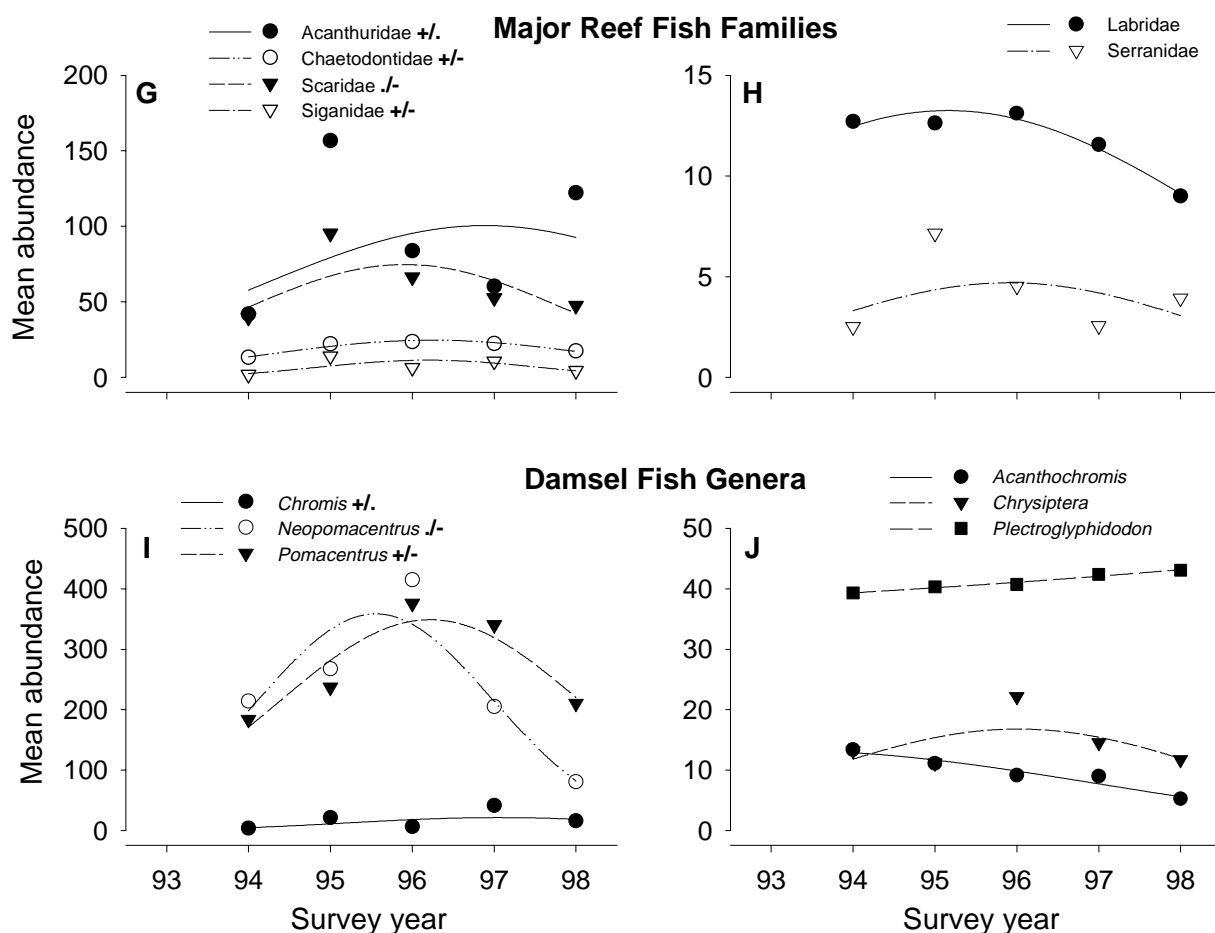 Major Reef Fish Families
Acanthuridae +/.
Chaetodontidae +/-
Scaridae ./-
Siganidae +/-
Labridae
Serranidae
G
200
150
100
50
0
Mean abundance
H
15
10
5
0
Damsel Fish Genera
Chromis +/.
Neopomacentrus ./-
Pomacentrus +/-
Acanthochromis
Chrysiptera
Plectroglyphidodon
I
500
400
300
200
100
0
Mean abundance
93 94 95 96 97 98
Survey year
J
50
40
30
20
10
0
93 94 95 96 97 98
Survey year